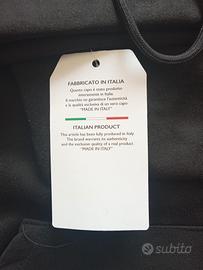 FABBRICATO IN ITALIA
Questo capo è stato prodotto
interamente in Italia.
Il marchio ne garantisce l'autenticità
e la qualità esclusiva di un vero capo
"MADE IN ITALY"
ITALIAN PRODUCT
This article has been fully produced in Italy
The brand warrants its authenticity
and the exclusive quality of a real product
"MADE IN ITALY"
subito